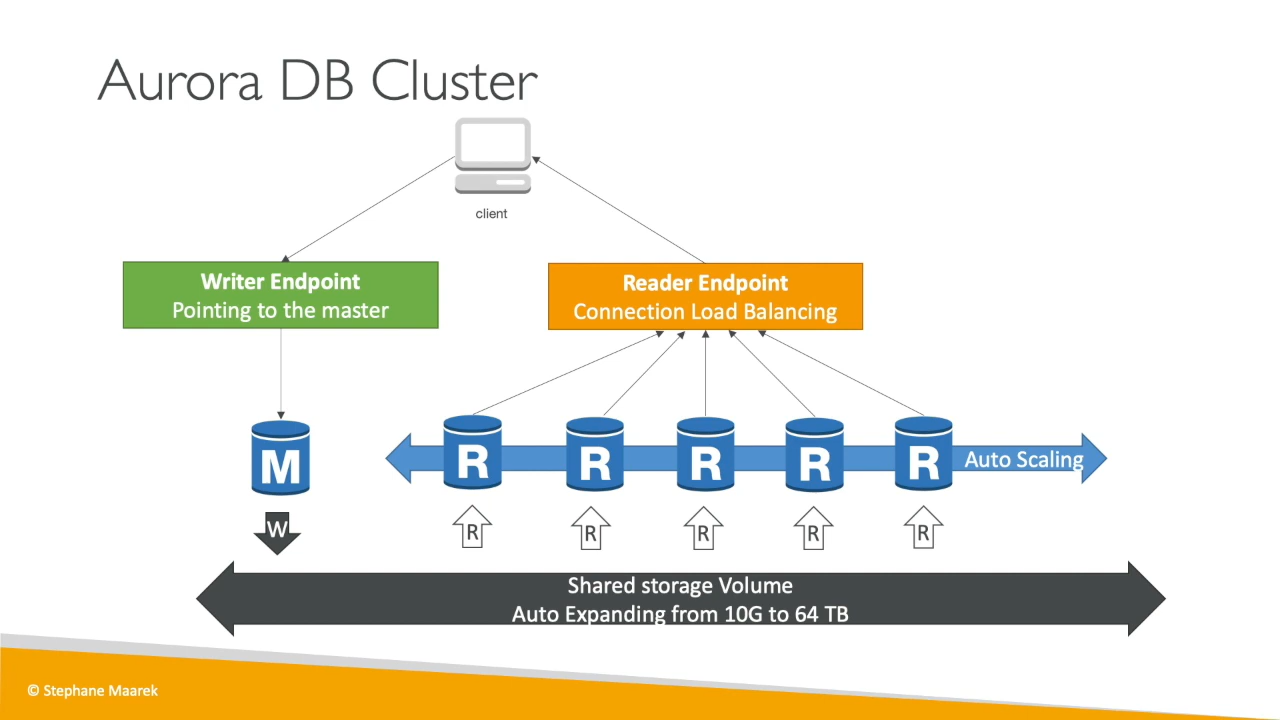 Aurora DB Cluster
client
Writer Endpoint
Pointing to the master
Reader Endpoint
Connection Load Balancing
M
R
R
R
R
R
Auto Scaling
W
R
R
R
R
R
Shared storage Volume
Auto Expanding from 10G to 64 TB
© Stephane Maarek